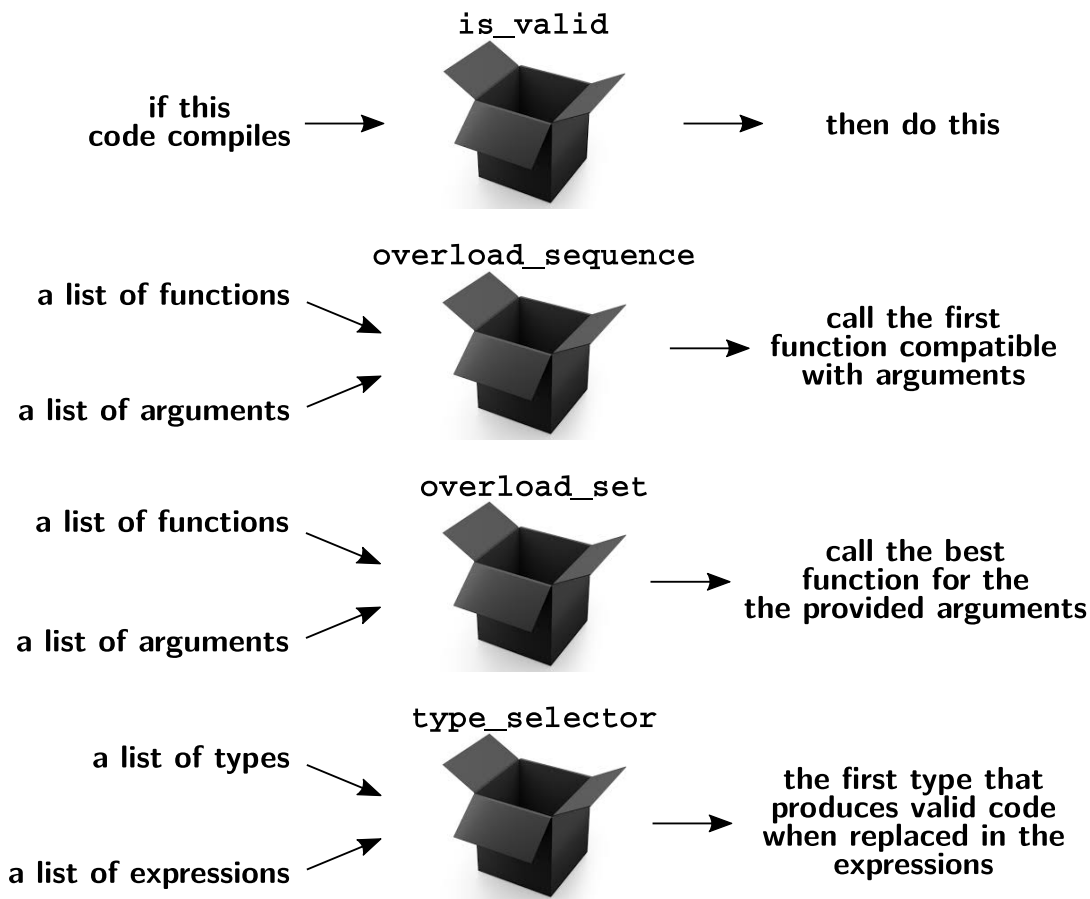 is_valid
if this
code compiles
then do this
overload_sequence
a list of functions
a list of arguments
call the first
function compatible
with arguments
overload_set
a list of functions
a list of arguments
call the best
function for the
the provided arguments
type_selector
a list of types
a list of expressions
the first type that
produces valid code
when replaced in the
expressions